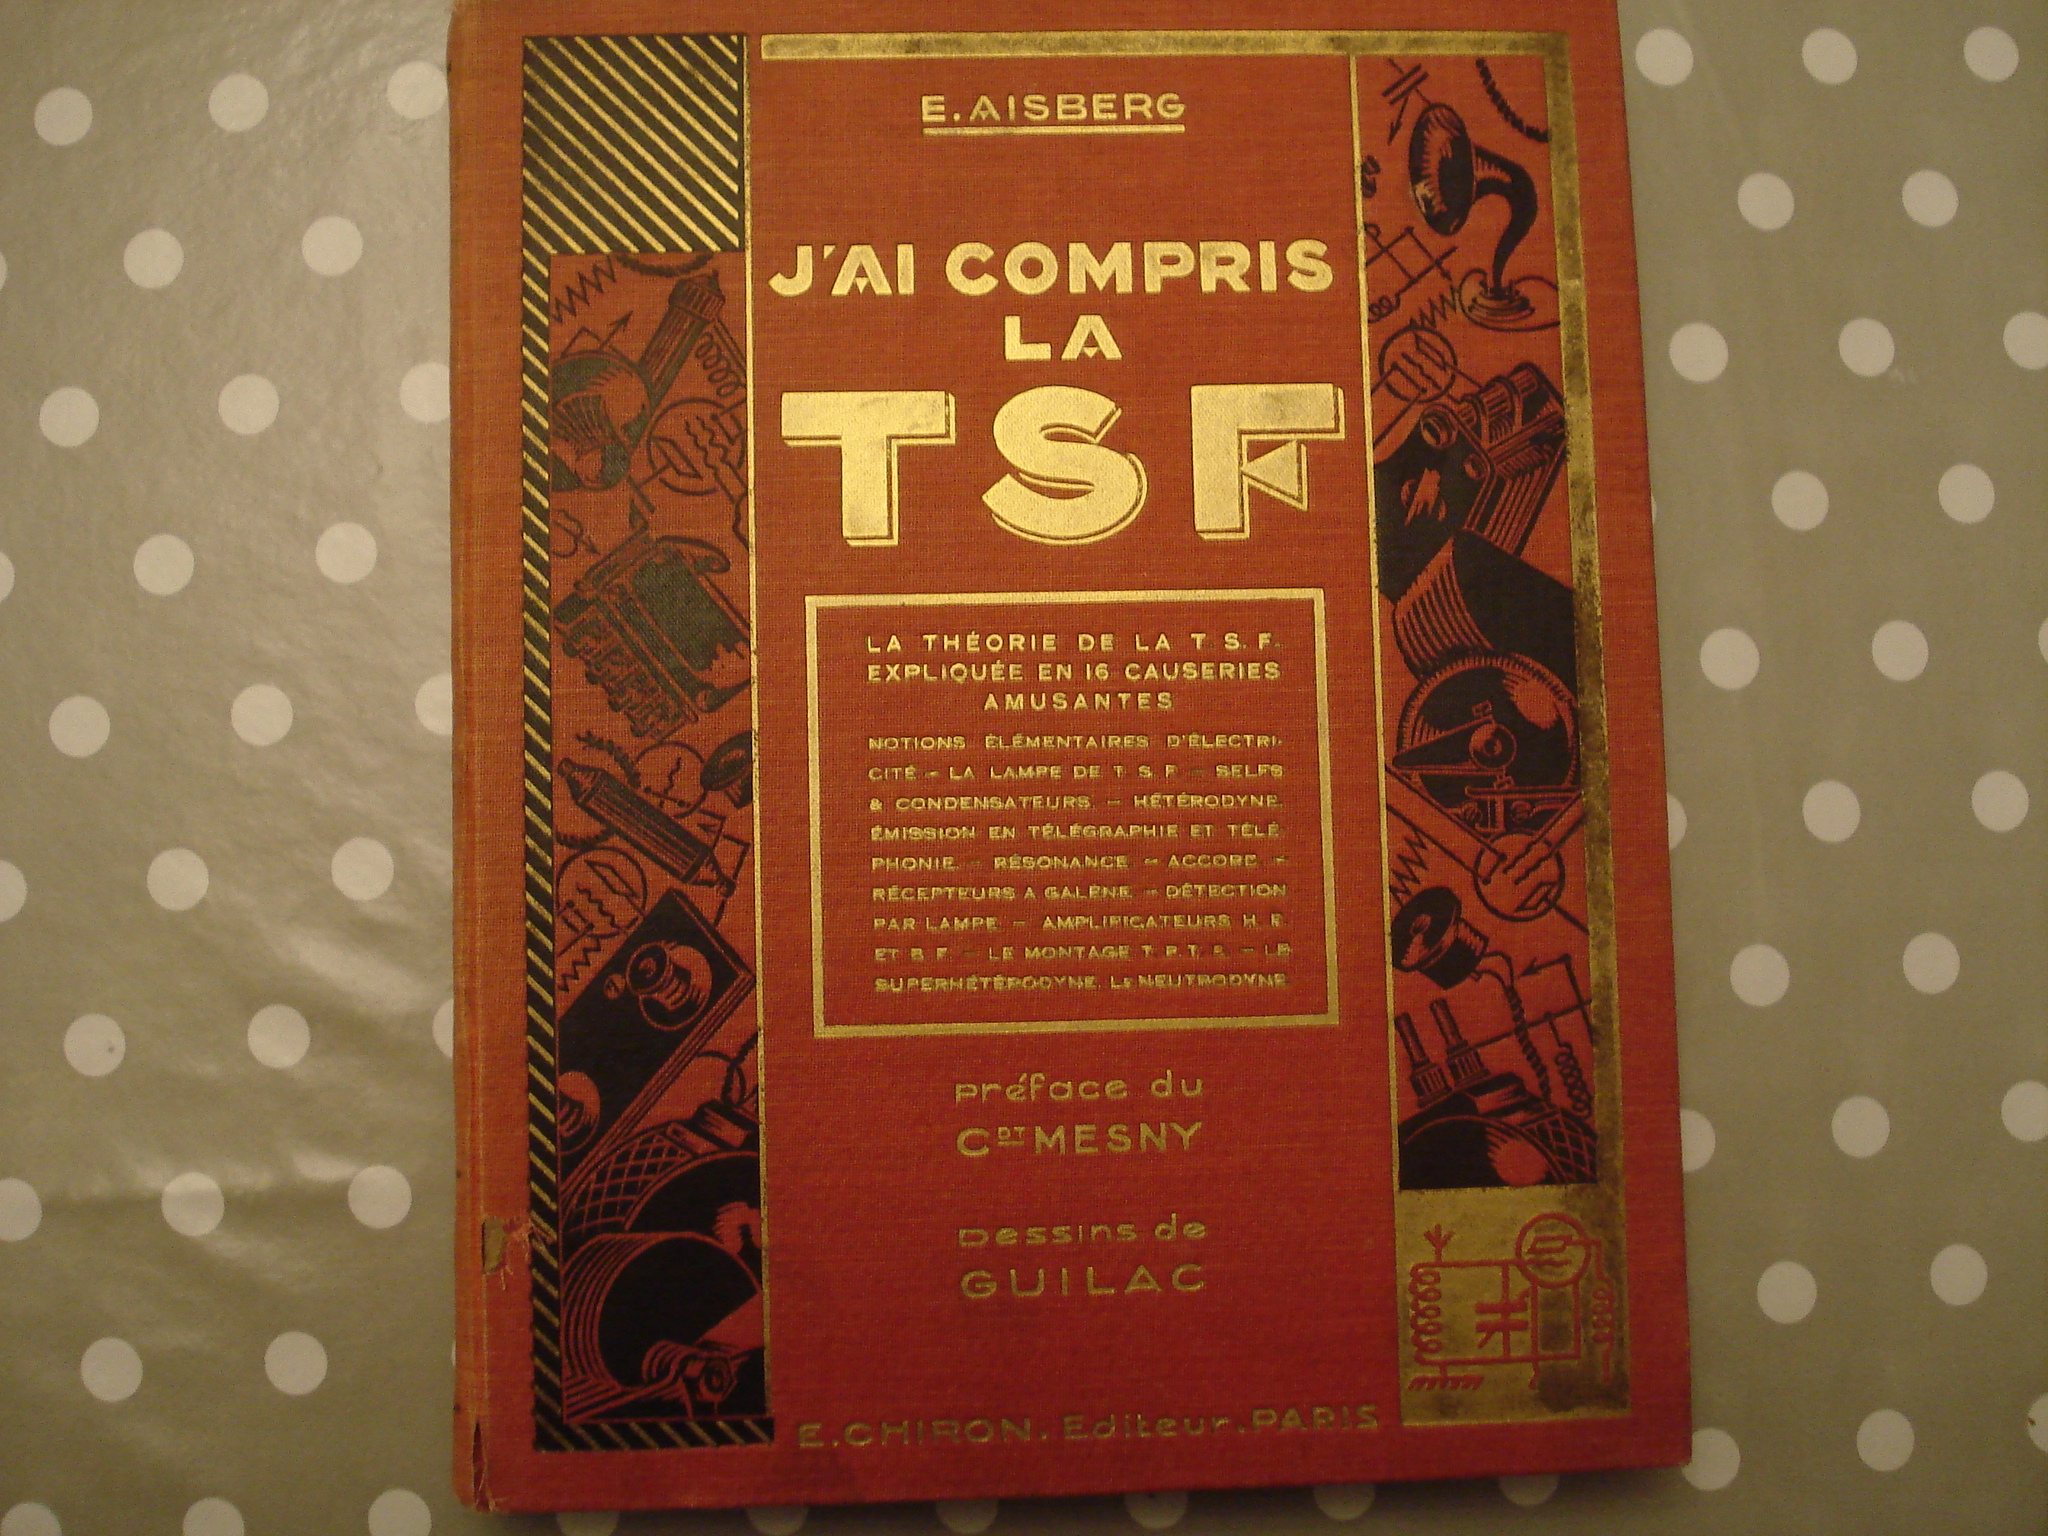 E. AISBERG
J'AI COMPRIS
LA
TSF
LA THÉORIE DE LA T. S. F.
EXPLIQUÉE EN 16 CAUSERIES
AMUSANTES
NOTIONS ÉLÉMENTAIRES D'ÉLECTRI-
CITÉ - LA LAMPE DE T. S. F. - SELFS
& CONDENSATEURS. - HÉTÉRODYNE.
ÉMISSION EN TÉLÉGRAPHIE ET TÉLÉ-
PHONIE. - RÉSONANCE - ACCORD. -
RÉCEPTEURS A GALÈNE. - DÉTECTION
PAR LAMPE - AMPLIFICATEURS H. F.
ET B. F. - LE MONTAGE T. P. T. R. - LE
SUPERHÉTÉRODYNE. LE NEUTRODYNE.
préface du
CDT MESNY
Dessins de
GUILAC
E. CHIRON. Editeur. PARIS